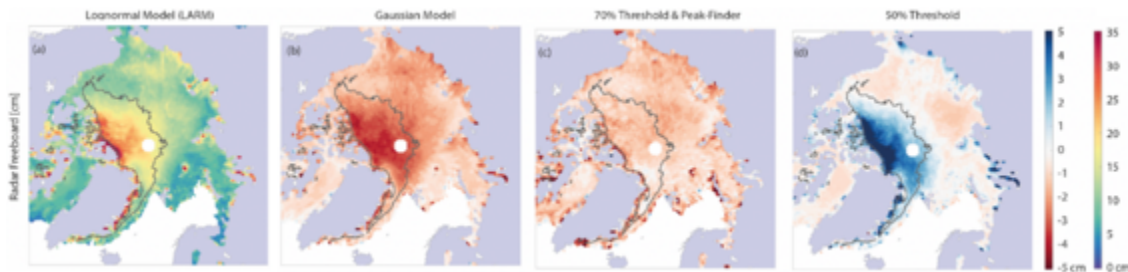 Lognormal Model (LARM) Gaussian Model 70% Threshold & Peak-Finder 50% Threshold
(a) (b) (c) (d)
Radar Freeboard [cm]
5 35
4 30
3
2 25
1 20
0
-1 15
-2 10
-3
-4 5
-5 cm 0 cm